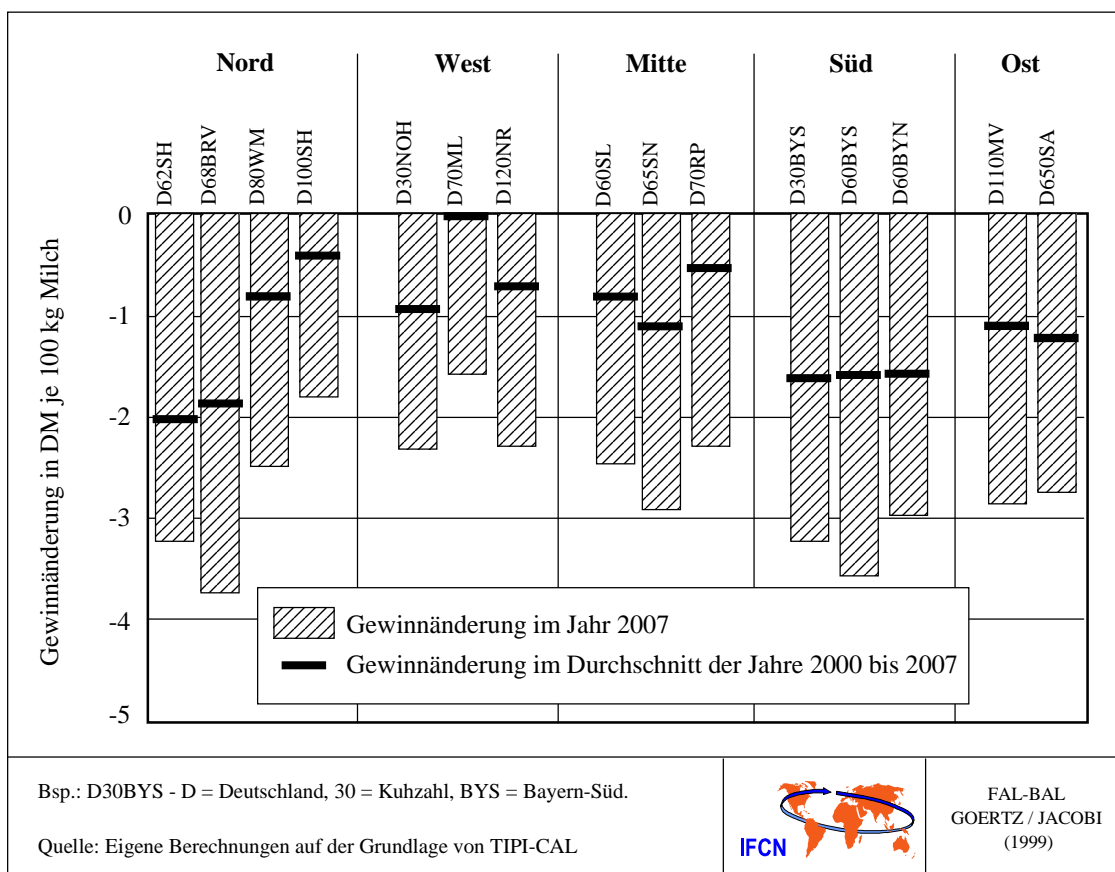 Nord West Mitte Süd Ost
D62SH
D68BRV
D80WM
D100SH
D30NOH
D70ML
D120NR
D60SL
D65SN
D70RP
D30BYS
D60BYS
D60BYN
D110MV
D650SA
Gewinnänderung in DM je 100 kg Milch
0
-1
-2
-3
-4
-5
Gewinnänderung im Jahr 2007
Gewinnänderung im Durchschnitt der Jahre 2000 bis 2007
Bsp.: D30BYS - D = Deutschland, 30 = Kuhzahl, BYS = Bayern-Süd.
Quelle: Eigene Berechnungen auf der Grundlage von TIPI-CAL
IFCN
FAL-BAL
GOERTZ / JACOBI
(1999)